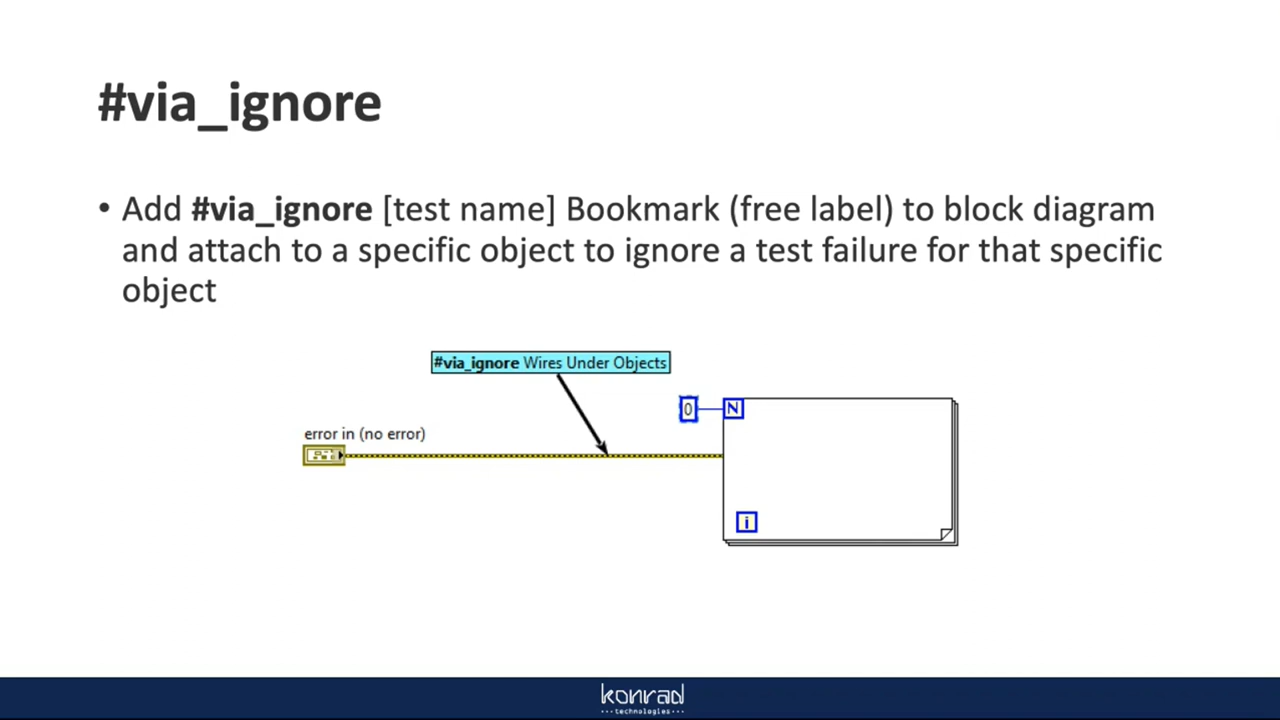 #via_ignore
• Add #via_ignore [test name] Bookmark (free label) to block diagram
and attach to a specific object to ignore a test failure for that specific
object
#via_ignore Wires Under Objects
0
N
error in (no error)
i
konrad
technologies